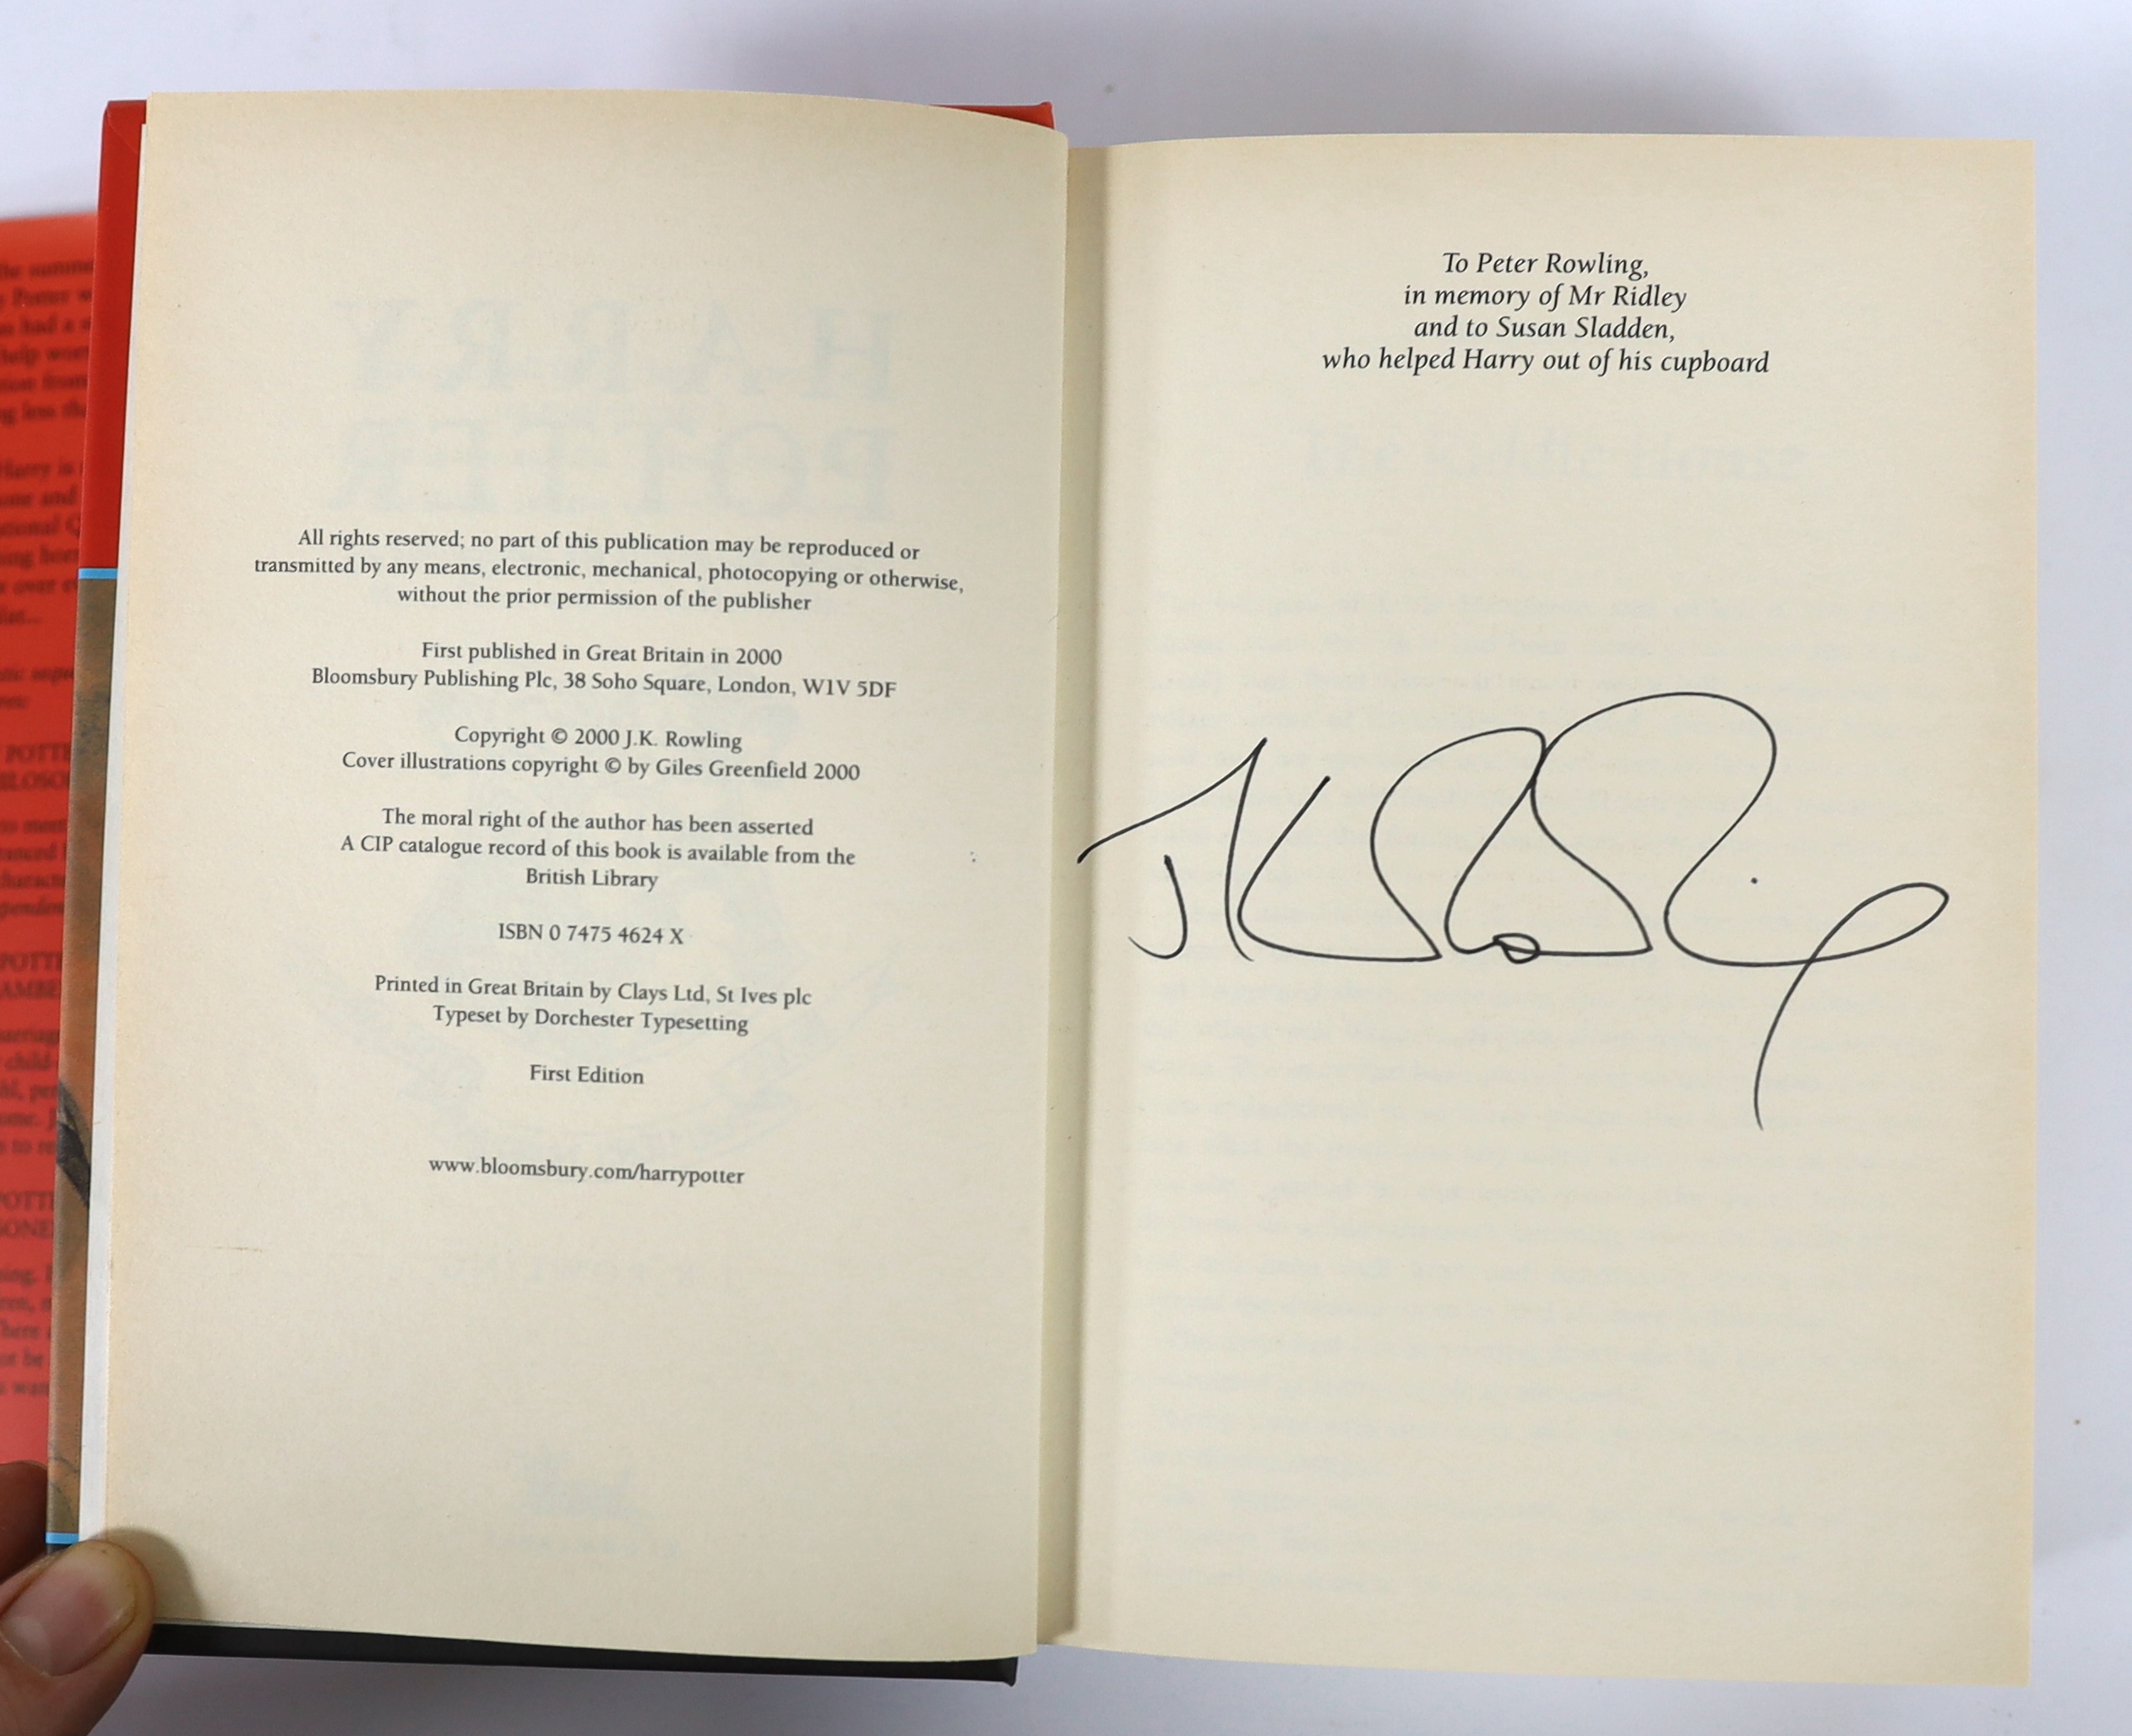 All rights reserved; no part of this publication may be reproduced or
transmitted by any means, electronic, mechanical, photocopying or otherwise,
without the prior permission of the publisher
First published in Great Britain in 2000
Bloomsbury Publishing Plc, 38 Soho Square, London, W1V 5DF
Copyright © 2000 J.K. Rowling
Cover illustrations copyright © by Giles Greenfield 2000
The moral right of the author has been asserted
A CIP catalogue record of this book is available from the
British Library
ISBN 0 7475 4624 X
Printed in Great Britain by Clays Ltd, St Ives plc
Typeset by Dorchester Typesetting
First Edition
www.bloomsbury.com/harrypotter
To Peter Rowling,
in memory of Mr Ridley
and to Susan Sladden,
who helped Harry out of his cupboard
JK Rowling